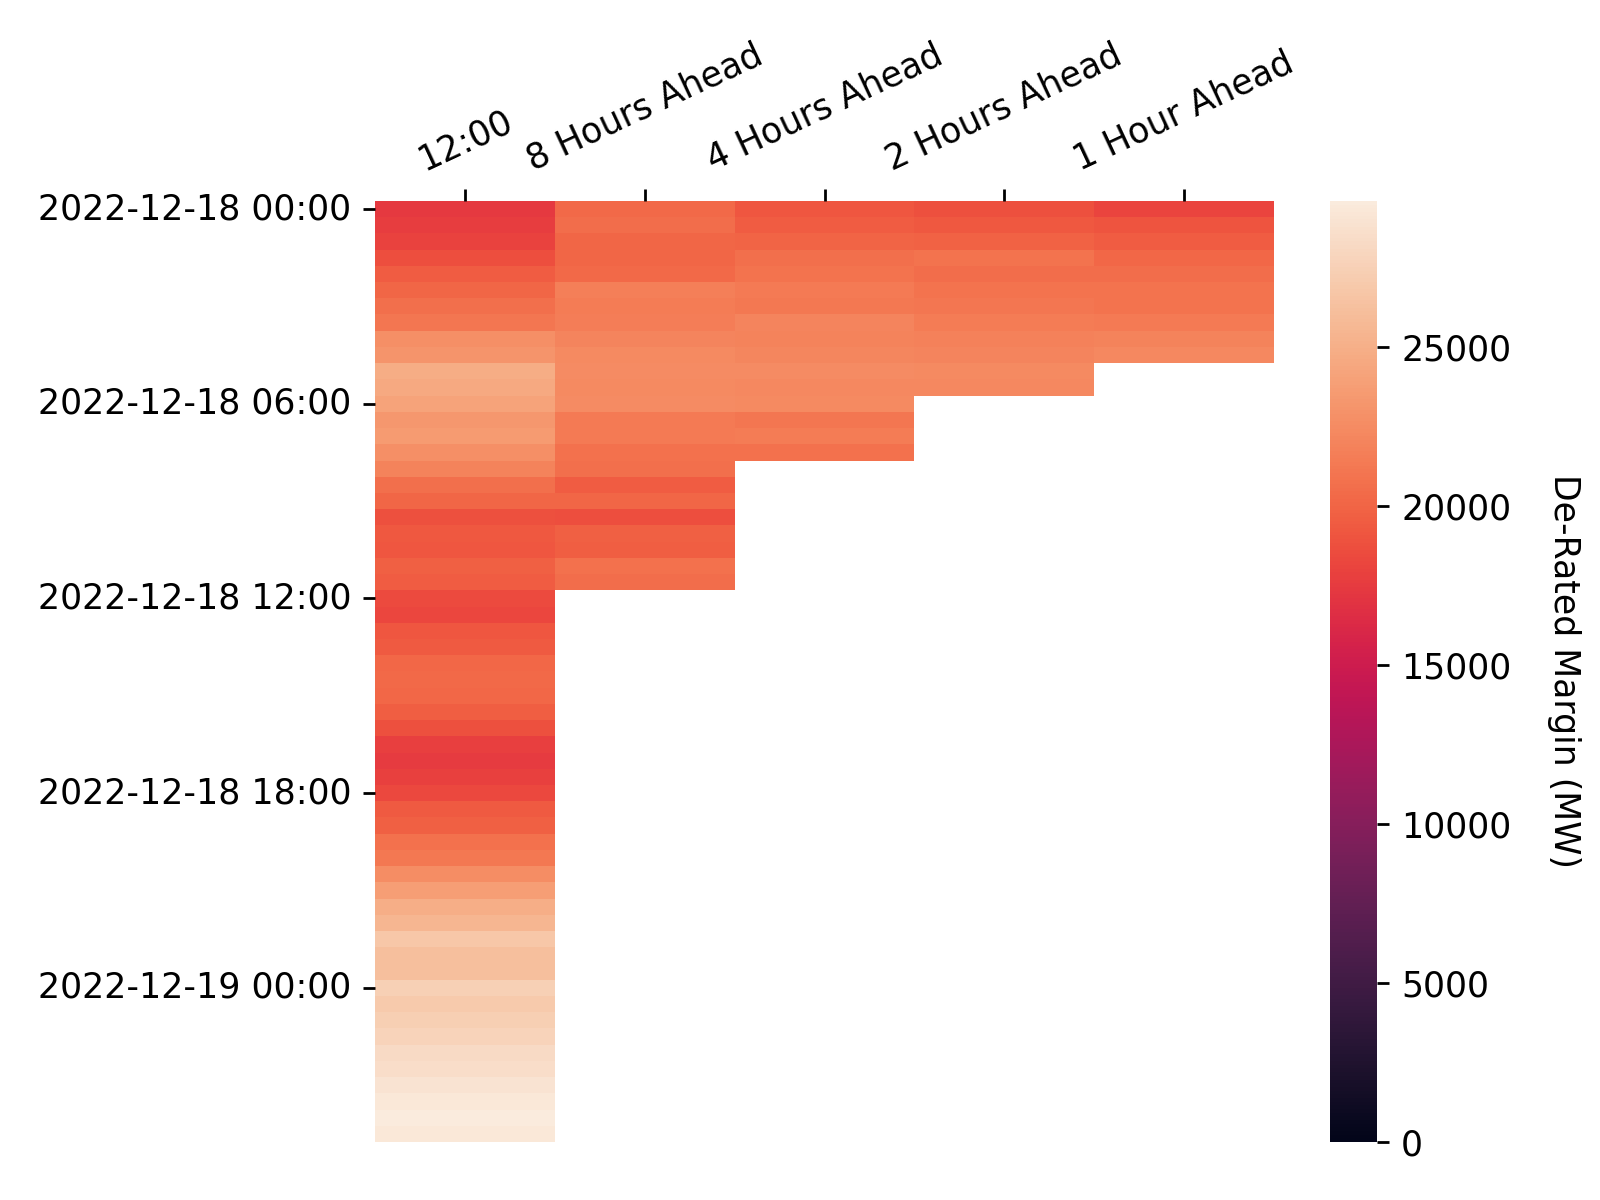 12:00
8 Hours Ahead
4 Hours Ahead
2 Hours Ahead
1 Hour Ahead
2022-12-18 00:00
2022-12-18 06:00
2022-12-18 12:00
2022-12-18 18:00
2022-12-19 00:00
25000
20000
15000
10000
5000
0
De-Rated Margin (MW)